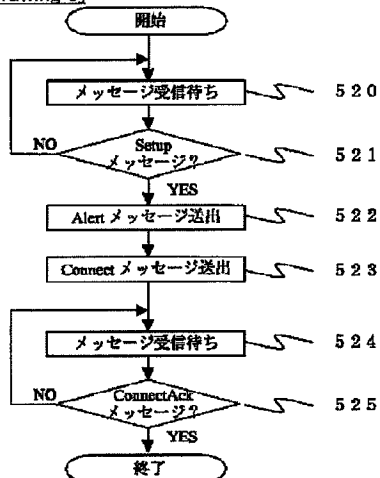 開始
メッセージ受信待ち
520
NO
Setup
メッセージ?
521
YES
Alert メッセージ送出
522
Connect メッセージ送出
523
メッセージ受信待ち
524
NO
ConnectAck
メッセージ?
525
YES
終了